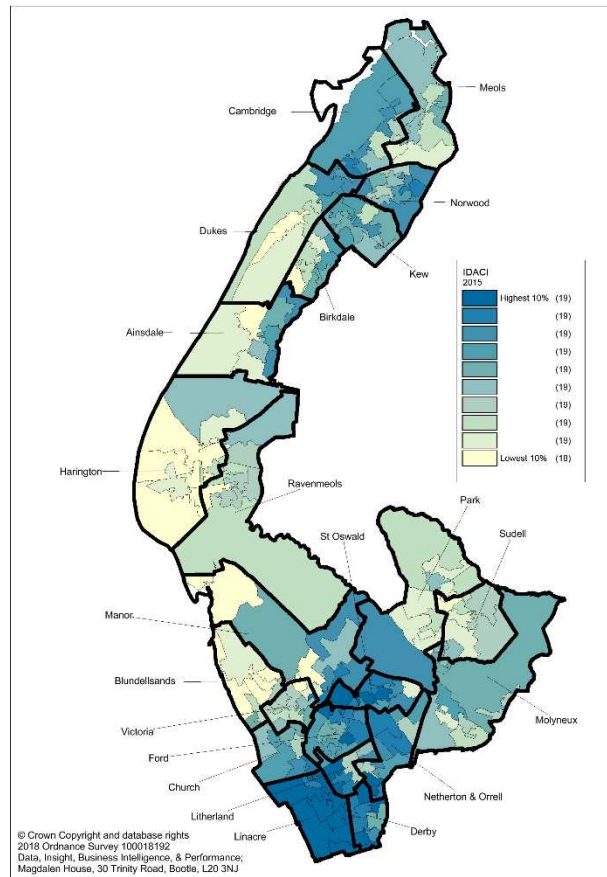 Meols
Cambridge
Norwood
Dukes
Kew
IDACI
2015
Highest 10% (19)
(19)
(19)
(19)
(19)
(19)
(19)
(19)
(19)
Lowest 10% (18)
Birkdale
Ainsdale
Harington
Ravenmeols
Park
St Oswald
Sudell
Manor
Blundellsands
Molyneux
Victoria
Ford
Church
Netherton & Orrell
Litherland
Linacre
Derby
© Crown Copyright and database rights
2018 Ordnance Survey 100018192
Data, Insight, Business Intelligence, & Performance;
Magdalen House, 30 Trinity Road, Bootle, L20 3NJ